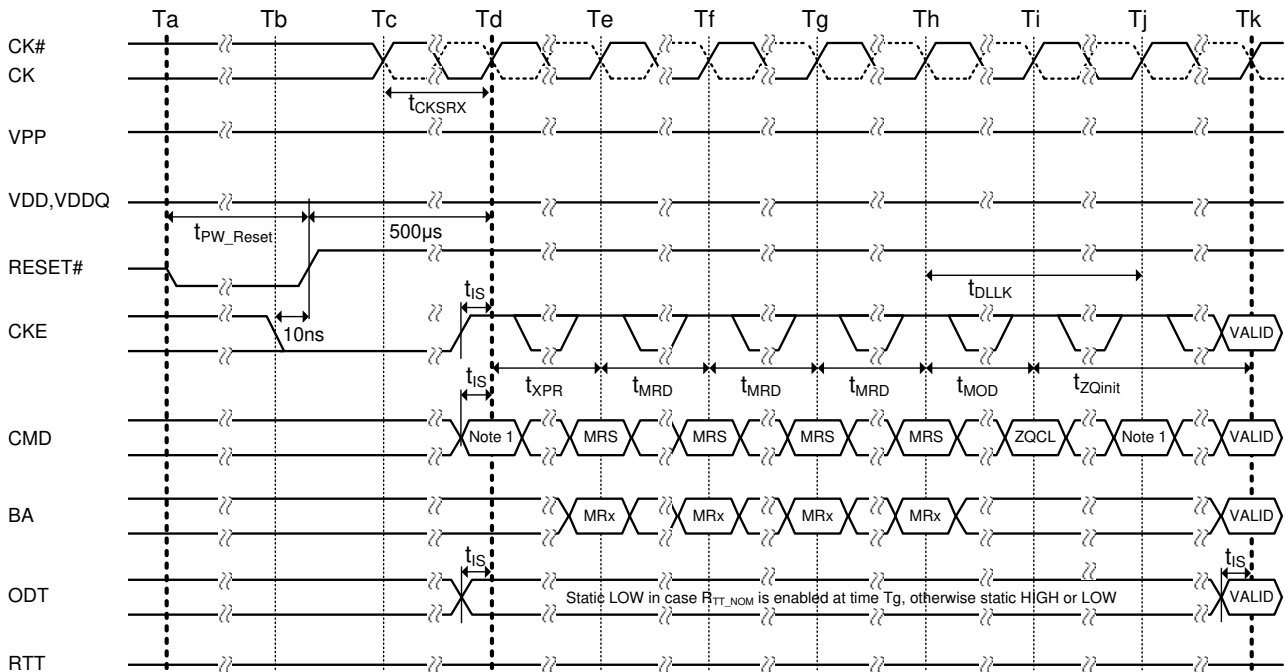 Ta Tb Tc Td Te Tf Tg Th Ti Tj Tk
CK#
CK
tCKSRX
VPP
VDD,VDDQ
tPW_Reset 500µs
RESET#
tIS tDLLK
CKE 10ns VALID
tIS tXPR tMRD tMRD tMRD tMOD tZQinit
CMD Note 1 MRS MRS MRS MRS ZQCL Note 1 VALID
BA MRx MRx MRx MRx VALID
tIS tIS
ODT Static LOW in case RTT_NOM is enabled at time Tg, otherwise static HIGH or LOW VALID
RTT